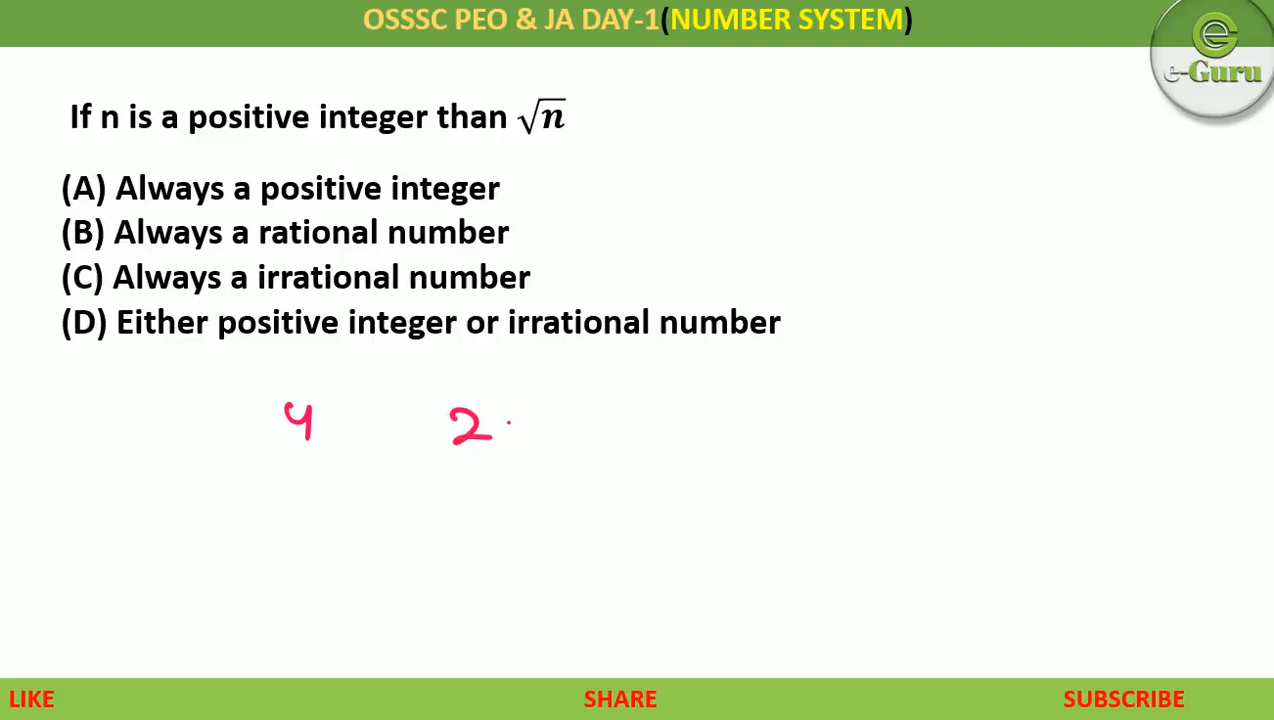 OSSSC PEO & JA DAY-1(NUMBER SYSTEM)
e-Guru
If n is a positive integer than √n
(A) Always a positive integer
(B) Always a rational number
(C) Always a irrational number
(D) Either positive integer or irrational number
4 2
LIKE SHARE SUBSCRIBE